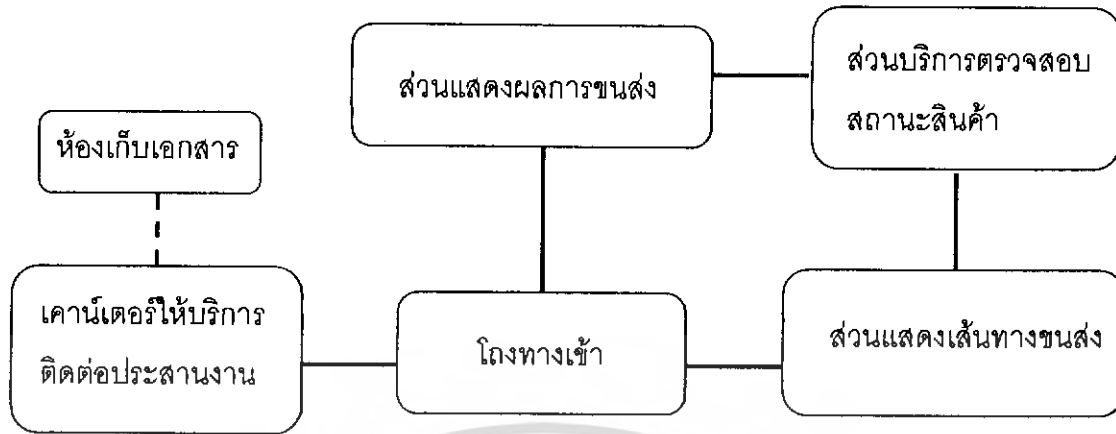 ส่วนแสดงผลการขนส่ง
ส่วนบริการตรวจสอบ
สถานะสินค้า
ห้องเก็บเอกสาร
เคาน์เตอร์ให้บริการ
ติดต่อประสานงาน
โถงทางเข้า
ส่วนแสดงเส้นทางขนส่ง